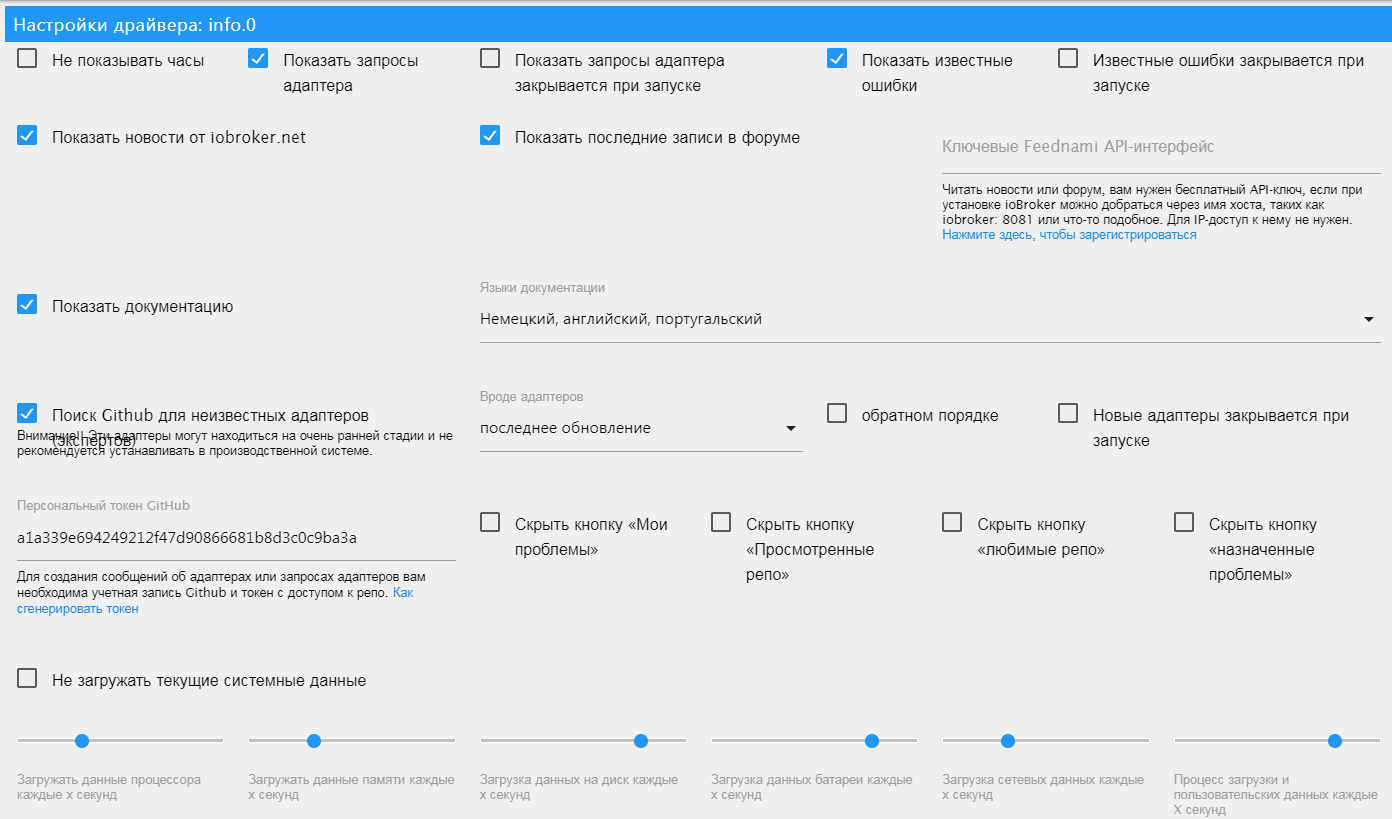 Настройки драйвера: info.0
Не показывать часы
Показать запросы
адаптера
Показать запросы адаптера
закрывается при запуске
Показать известные
ошибки
Известные ошибки закрывается при
запуске
Показать новости от iobroker.net
Показать последние записи в форуме
Ключевые Feednami API-интерфейс
Читать новости или форум, вам нужен бесплатный API-ключ, если при
установке ioBroker можно добраться через имя хоста, таких как
iobroker: 8081 или что-то подобное. Для IP-доступ к нему не нужен.
Нажмите здесь, чтобы зарегистрироваться
Показать документацию
Языки документации
Немецкий, английский, португальский
Поиск Github для неизвестных адаптеров
(экспертов)
Внимание!! Эти адаптеры могут находиться на очень ранней стадии и не
рекомендуется устанавливать в производственной системе.
Вроде адаптеров
последнее обновление
обратном порядке
Новые адаптеры закрывается при
запуске
Персональный токен GitHub
a1a339e694249212f47d90866681b8d3c0c9ba3a
Для создания сообщений об адаптерах или запросах адаптеров вам
необходима учетная запись Github и токен с доступом к репо. Как
сгенерировать токен
Скрыть кнопку «Мои
проблемы»
Скрыть кнопку
«Просмотренные
репо»
Скрыть кнопку
«любимые репо»
Скрыть кнопку
«назначенные
проблемы»
Не загружать текущие системные данные
Загружать данные процессора
каждые x секунд
Загружать данные памяти каждые
x секунд
Загрузка данных на диск каждые
x секунд
Загрузка данных батареи каждые
x секунд
Загрузка сетевых данных каждые
x секунд
Процесс загрузки и
пользовательских данных каждые
X секунд